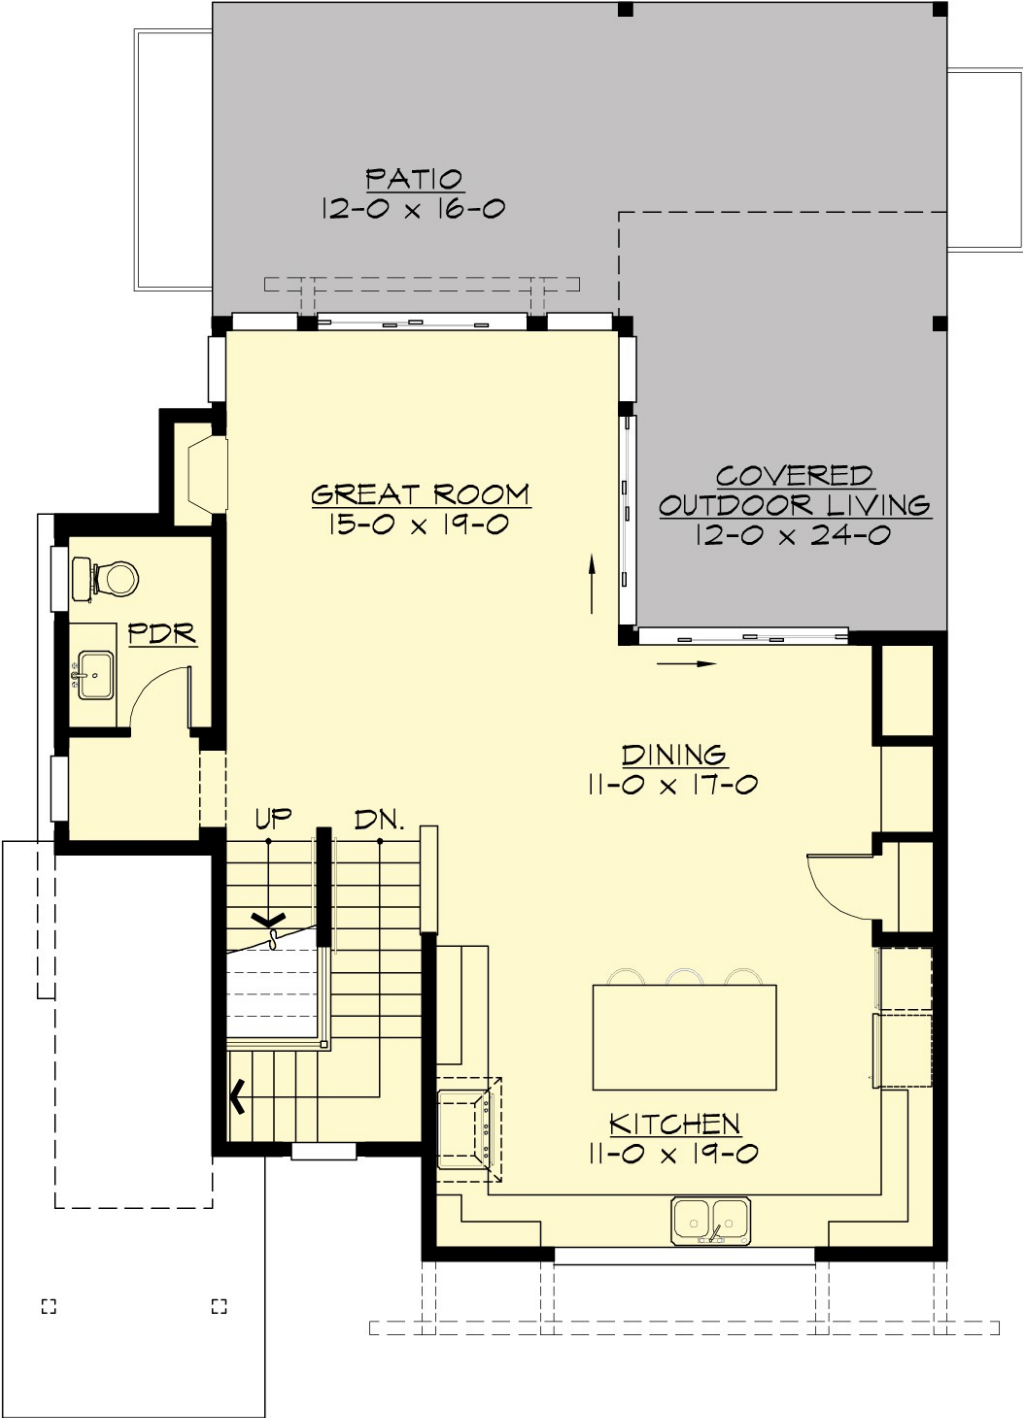 PATIO
12-0 x 16-0
COVERED
OUTDOOR LIVING
12-0 x 24-0
GREAT ROOM
15-0 x 19-0
PDR
DINING
11-0 x 17-0
UP
DN.
KITCHEN
11-0 x 19-0